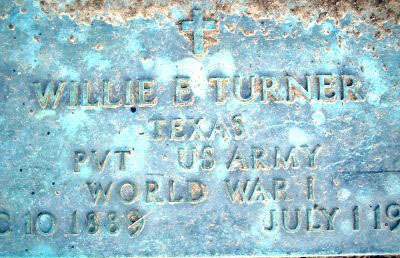 WILLIE B TURNER
TEXAS
PVT US ARMY
WORLD WAR I
C 10 1889 JULY 1 19